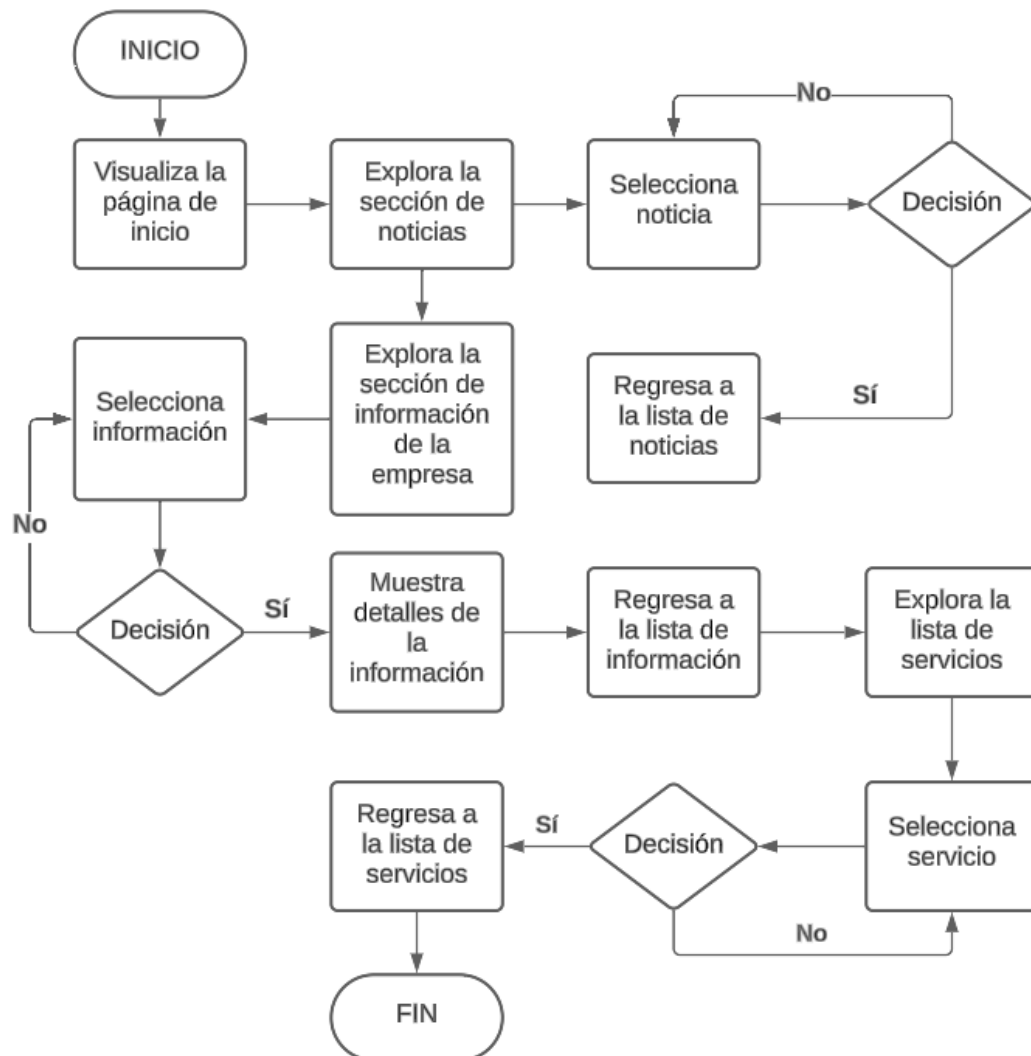 INICIO
Visualiza la
página de
inicio
Explora la
sección de
noticias
Selecciona
noticia
No
Decisión
Sí
Regresa a
la lista de
noticias
Explora la
sección de
información
de la
empresa
Selecciona
información
No
Decisión
Sí
Muestra
detalles de
la
información
Regresa a
la lista de
información
Explora la
lista de
servicios
Selecciona
servicio
Decisión
No
Sí
Regresa a
la lista de
servicios
FIN